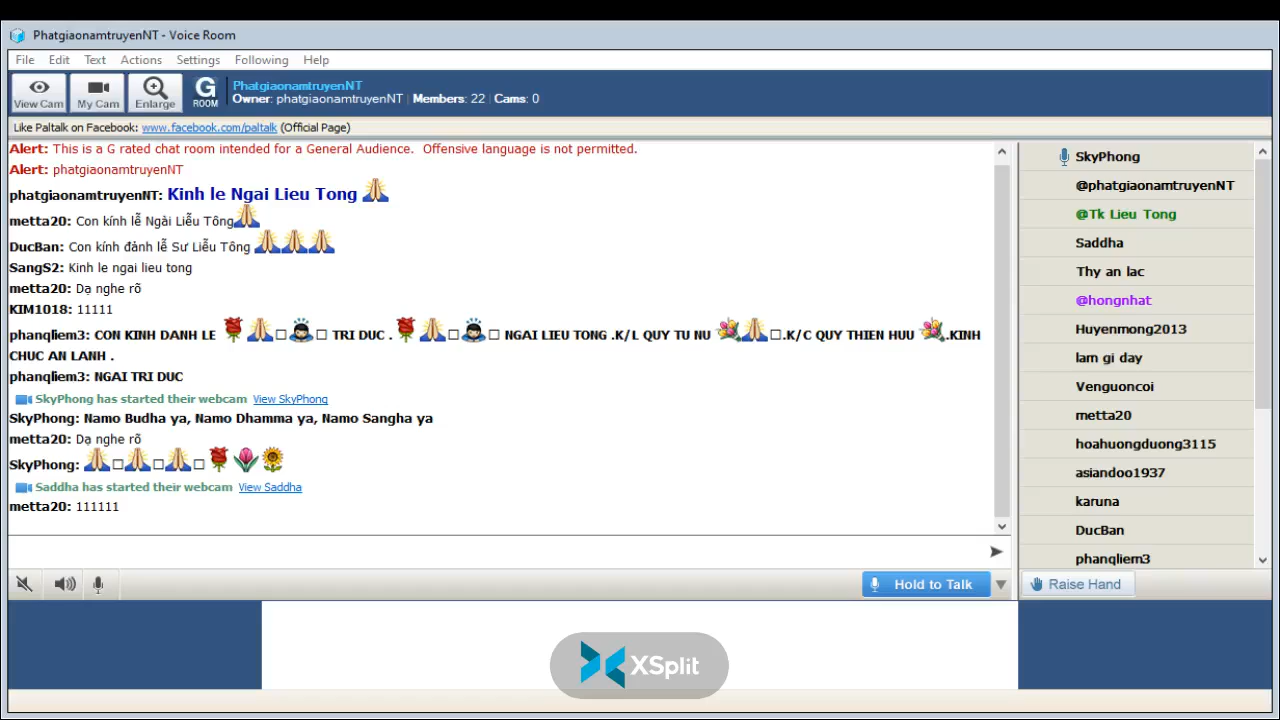 PhatgiaonamtruyenNT - Voice Room
File Edit Text Actions Settings Following Help
View Cam My Cam Enlarge G ROOM
PhatgiaonamtruyenNT
Owner: phatgiaonamtruyenNT | Members: 22 | Cams: 0
Like Paltalk on Facebook: www.facebook.com/paltalk (Official Page)
Alert: This is a G rated chat room intended for a General Audience. Offensive language is not permitted.
Alert: phatgiaonamtruyenNT
phatgiaonamtruyenNT: Kinh le Ngai Lieu Tong
metta20: Con kính lễ Ngài Liễu Tông
DucBan: Con kính đảnh lễ Sư Liễu Tông
SangS2: Kinh le ngai lieu tong
metta20: Dạ nghe rõ
KIM1018: 11111
phanqliem3: CON KINH DANH LE TRI DUC . NGAI LIEU TONG .K/L QUY TU NU .K/C QUY THIEN HUU .KINH
CHUC AN LANH .
phanqliem3: NGAI TRI DUC
SkyPhong has started their webcam View SkyPhong
SkyPhong: Namo Budha ya, Namo Dhamma ya, Namo Sangha ya
metta20: Dạ nghe rõ
SkyPhong:
Saddha has started their webcam View Saddha
metta20: 111111
SkyPhong
@phatgiaonamtruyenNT
@Tk Lieu Tong
Saddha
Thy an lac
@hongnhat
Huyenmong2013
lam gi day
Venguoncoi
metta20
hoahuongduong3115
asiandoo1937
karuna
DucBan
phanqliem3
Hold to Talk
Raise Hand
XSplit